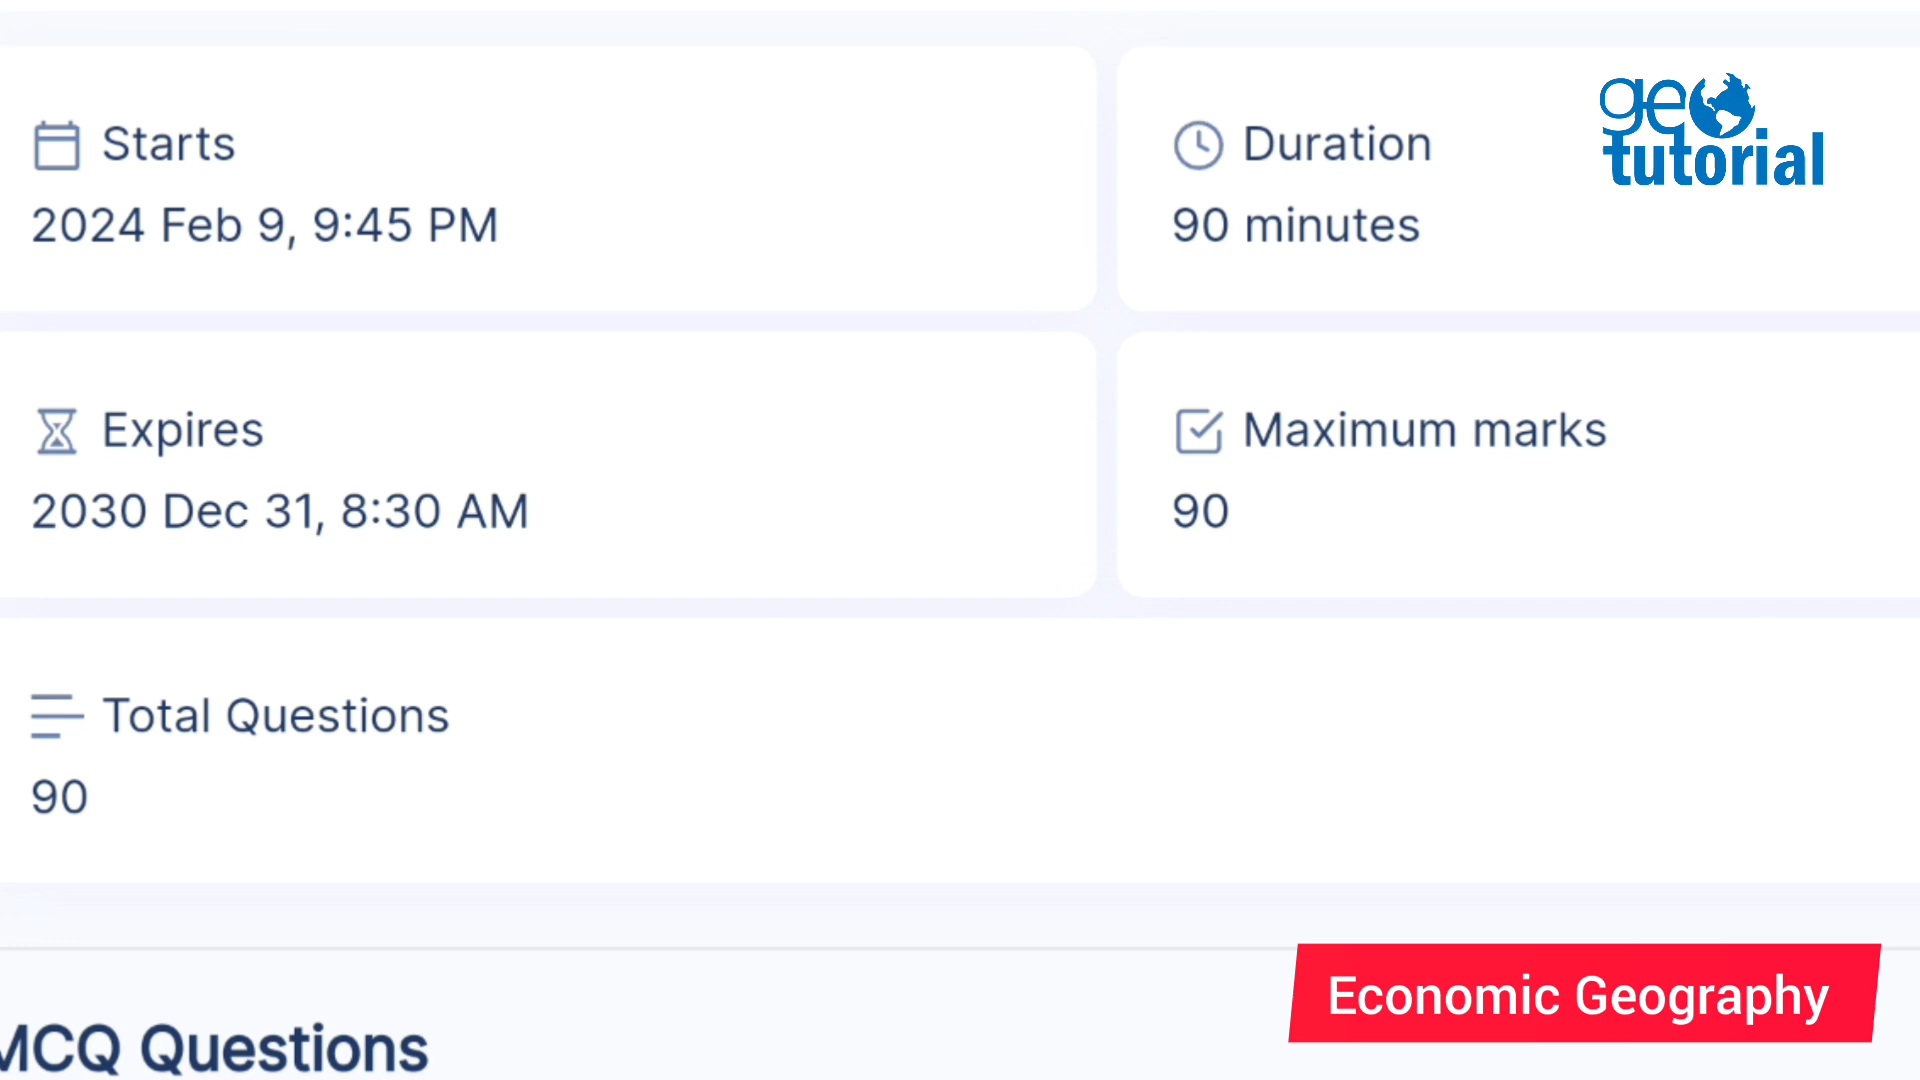 Starts
2024 Feb 9, 9:45 PM
Duration
90 minutes
geo
tutorial
Expires
2030 Dec 31, 8:30 AM
Maximum marks
90
Total Questions
90
MCQ Questions
Economic Geography